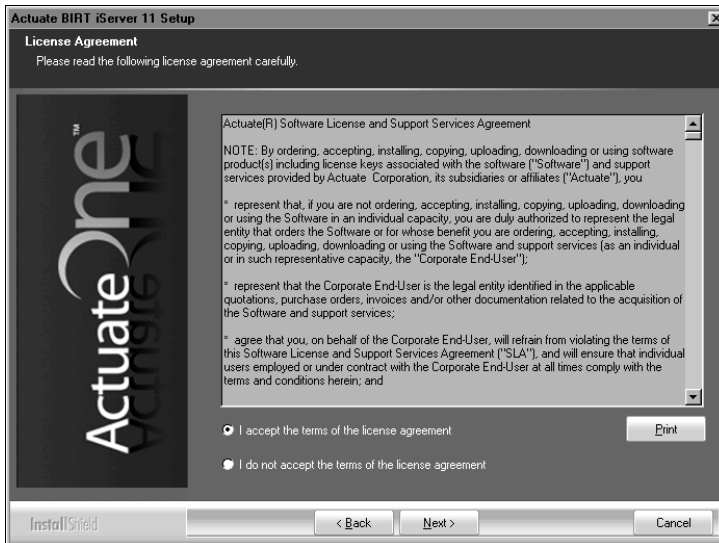 Actuate BIRT iServer 11 Setup
License Agreement
Please read the following license agreement carefully.
ActuateOne™
Actuate(R) Software License and Support Services Agreement
NOTE: By ordering, accepting, installing, copying, uploading, downloading or using software
product(s) including license keys associated with the software ("Software") and support
services provided by Actuate Corporation, its subsidiaries or affiliates ("Actuate"), you
* represent that, if you are not ordering, accepting, installing, copying, uploading, downloading
or using the Software in an individual capacity, you are duly authorized to represent the legal
entity that orders the Software or for whose benefit you are ordering, accepting, installing,
copying, uploading, downloading or using the Software and support services (as an individual
or in such representative capacity, the "Corporate End-User");
* represent that the Corporate End-User is the legal entity identified in the applicable
quotations, purchase orders, invoices and/or other documentation related to the acquisition of
the Software and support services;
* agree that you, on behalf of the Corporate End-User, will refrain from violating the terms of
this Software License and Support Services Agreement ("SLA"), and will ensure that individual
users employed or under contract with the Corporate End-User at all times comply with the
terms and conditions herein; and
I accept the terms of the license agreement
Print
I do not accept the terms of the license agreement
InstallShield
< Back
Next >
Cancel